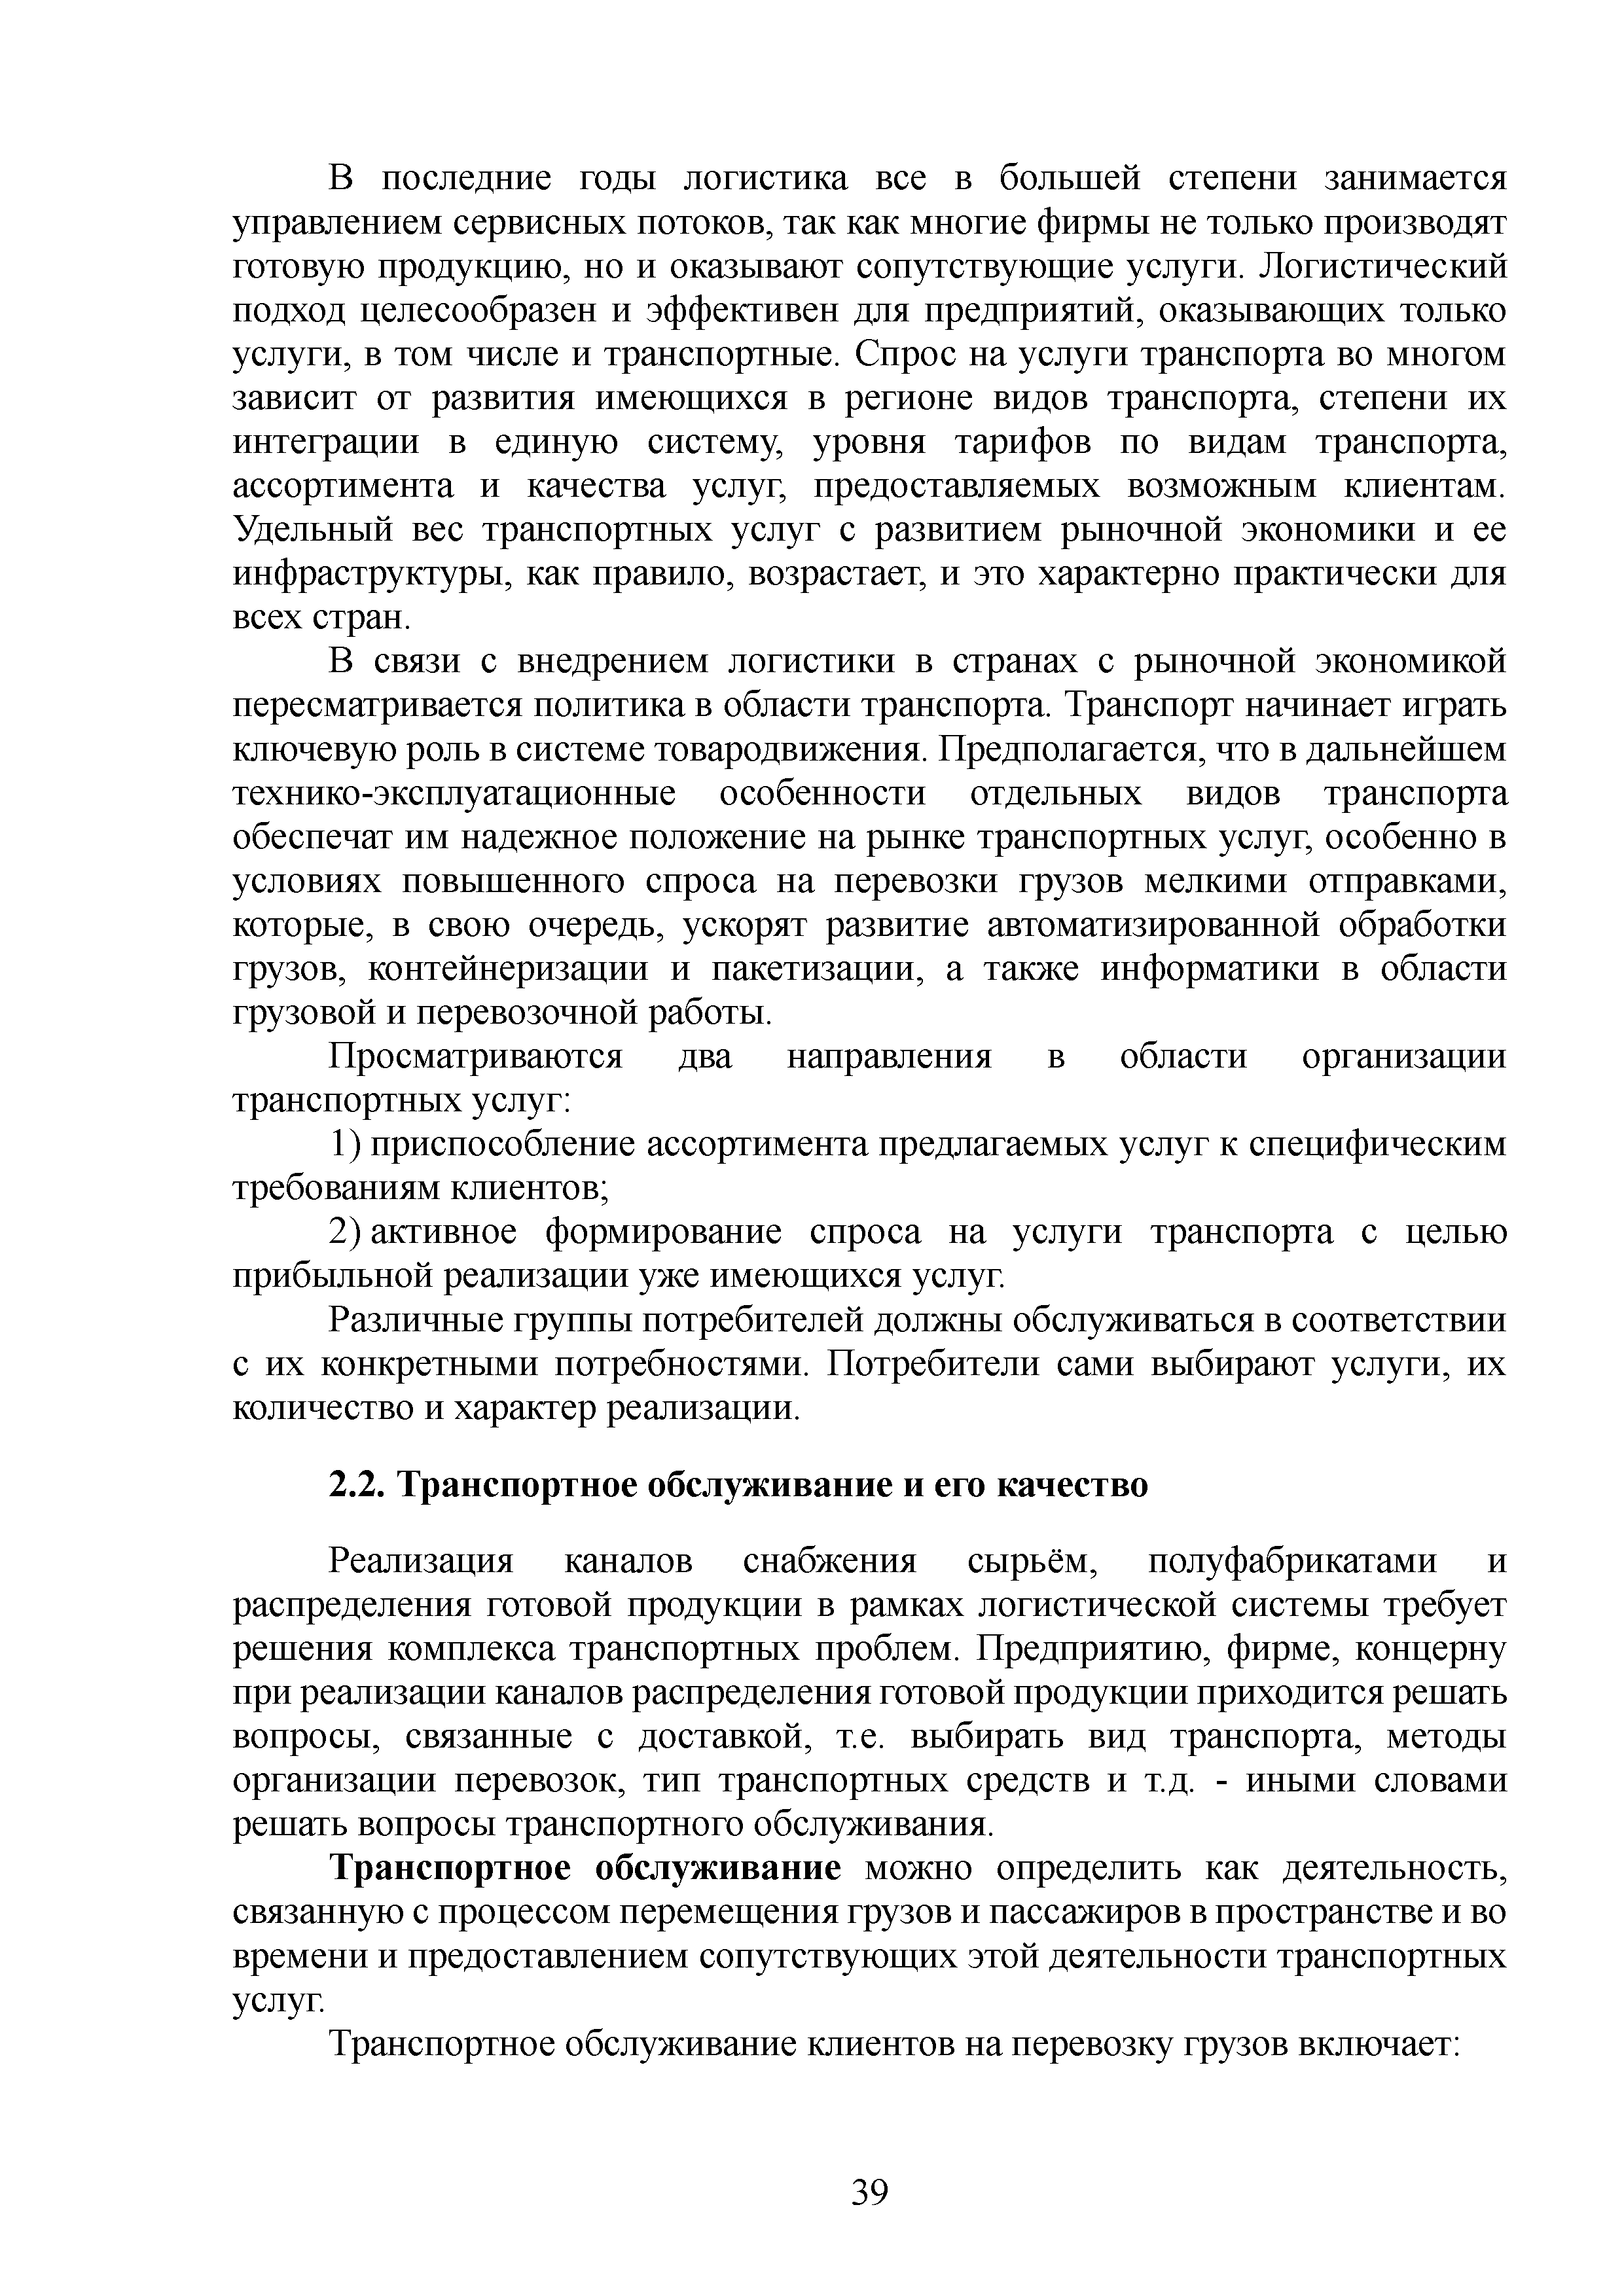 В последние годы логистика все в большей степени занимается
управлением сервисных потоков, так как многие фирмы не только производят
готовую продукцию, но и оказывают сопутствующие услуги. Логистический
подход целесообразен и эффективен для предприятий, оказывающих только
услуги, в том числе и транспортные. Спрос на услуги транспорта во многом
зависит от развития имеющихся в регионе видов транспорта, степени их
интеграции в единую систему, уровня тарифов по видам транспорта,
ассортимента и качества услуг, предоставляемых возможным клиентам.
Удельный вес транспортных услуг с развитием рыночной экономики и ее
инфраструктуры, как правило, возрастает, и это характерно практически для
всех стран.
В связи с внедрением логистики в странах с рыночной экономикой
пересматривается политика в области транспорта. Транспорт начинает играть
ключевую роль в системе товародвижения. Предполагается, что в дальнейшем
технико-эксплуатационные особенности отдельных видов транспорта
обеспечат им надежное положение на рынке транспортных услуг, особенно в
условиях повышенного спроса на перевозки грузов мелкими отправками,
которые, в свою очередь, ускорят развитие автоматизированной обработки
грузов, контейнеризации и пакетизации, а также информатики в области
грузовой и перевозочной работы.
Просматриваются два направления в области организации
транспортных услуг:
1) приспособление ассортимента предлагаемых услуг к специфическим
требованиям клиентов;
2) активное формирование спроса на услуги транспорта с целью
прибыльной реализации уже имеющихся услуг.
Различные группы потребителей должны обслуживаться в соответствии
с их конкретными потребностями. Потребители сами выбирают услуги, их
количество и характер реализации.
2.2. Транспортное обслуживание и его качество
Реализация каналов снабжения сырьём, полуфабрикатами и
распределения готовой продукции в рамках логистической системы требует
решения комплекса транспортных проблем. Предприятию, фирме, концерну
при реализации каналов распределения готовой продукции приходится решать
вопросы, связанные с доставкой, т.е. выбирать вид транспорта, методы
организации перевозок, тип транспортных средств и т.д. - иными словами
решать вопросы транспортного обслуживания.
Транспортное обслуживание можно определить как деятельность,
связанную с процессом перемещения грузов и пассажиров в пространстве и во
времени и предоставлением сопутствующих этой деятельности транспортных
услуг.
Транспортное обслуживание клиентов на перевозку грузов включает:
39